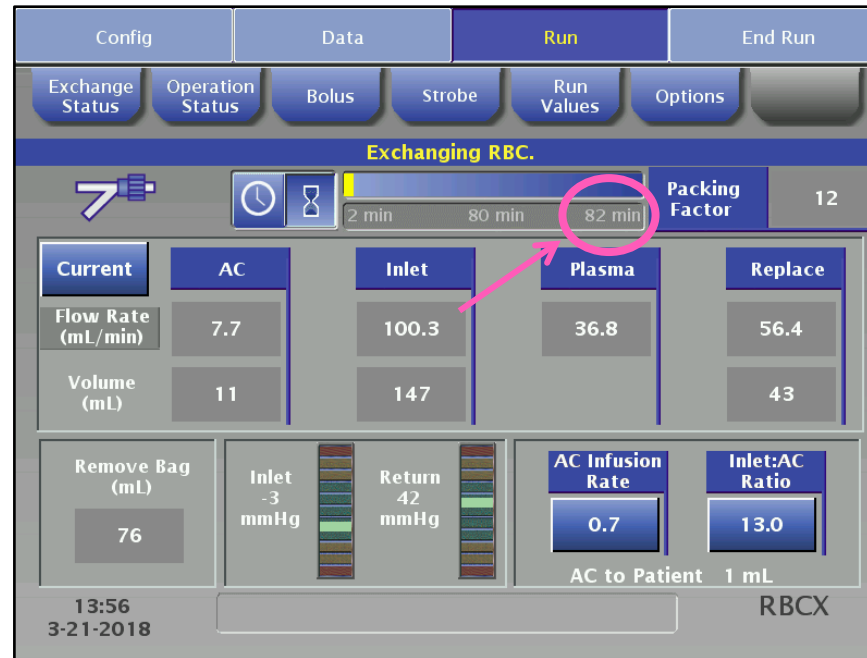 Config Data Run End Run
Exchange Status Operation Status Bolus Strobe Run Values Options
Exchanging RBC.
2 min 80 min 82 min
Packing Factor 12
Current AC Inlet Plasma Replace
Flow Rate (mL/min) 7.7 100.3 36.8 56.4
Volume (mL) 11 147 43
Remove Bag (mL)
76
Inlet -3 mmHg
Return 42 mmHg
AC Infusion Rate
0.7
Inlet:AC Ratio
13.0
AC to Patient 1 mL
13:56
3-21-2018
RBCX